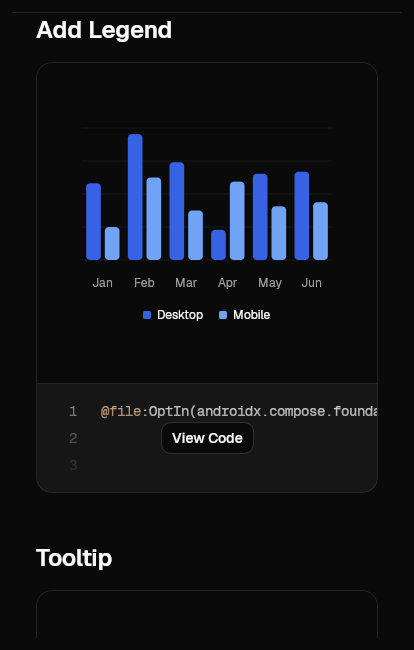 Add Legend
Jan Feb Mar Apr May Jun
Desktop Mobile
1 @file:OptIn(androidx.compose.founda
2
View Code
3
Tooltip